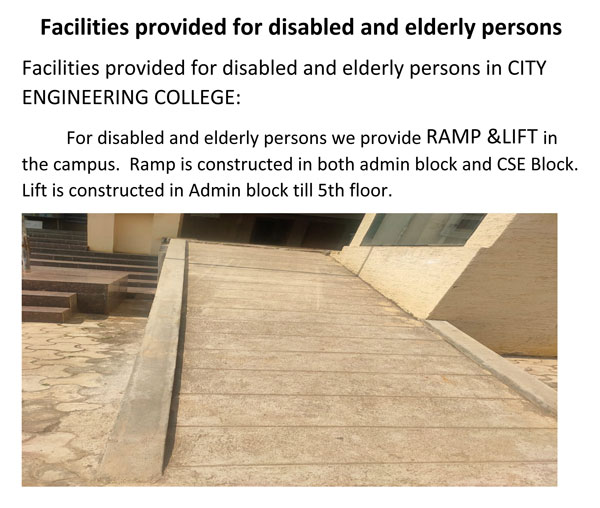 Facilities provided for disabled and elderly persons
Facilities provided for disabled and elderly persons in CITY
ENGINEERING COLLEGE:
For disabled and elderly persons we provide RAMP &LIFT in
the campus. Ramp is constructed in both admin block and CSE Block.
Lift is constructed in Admin block till 5th floor.